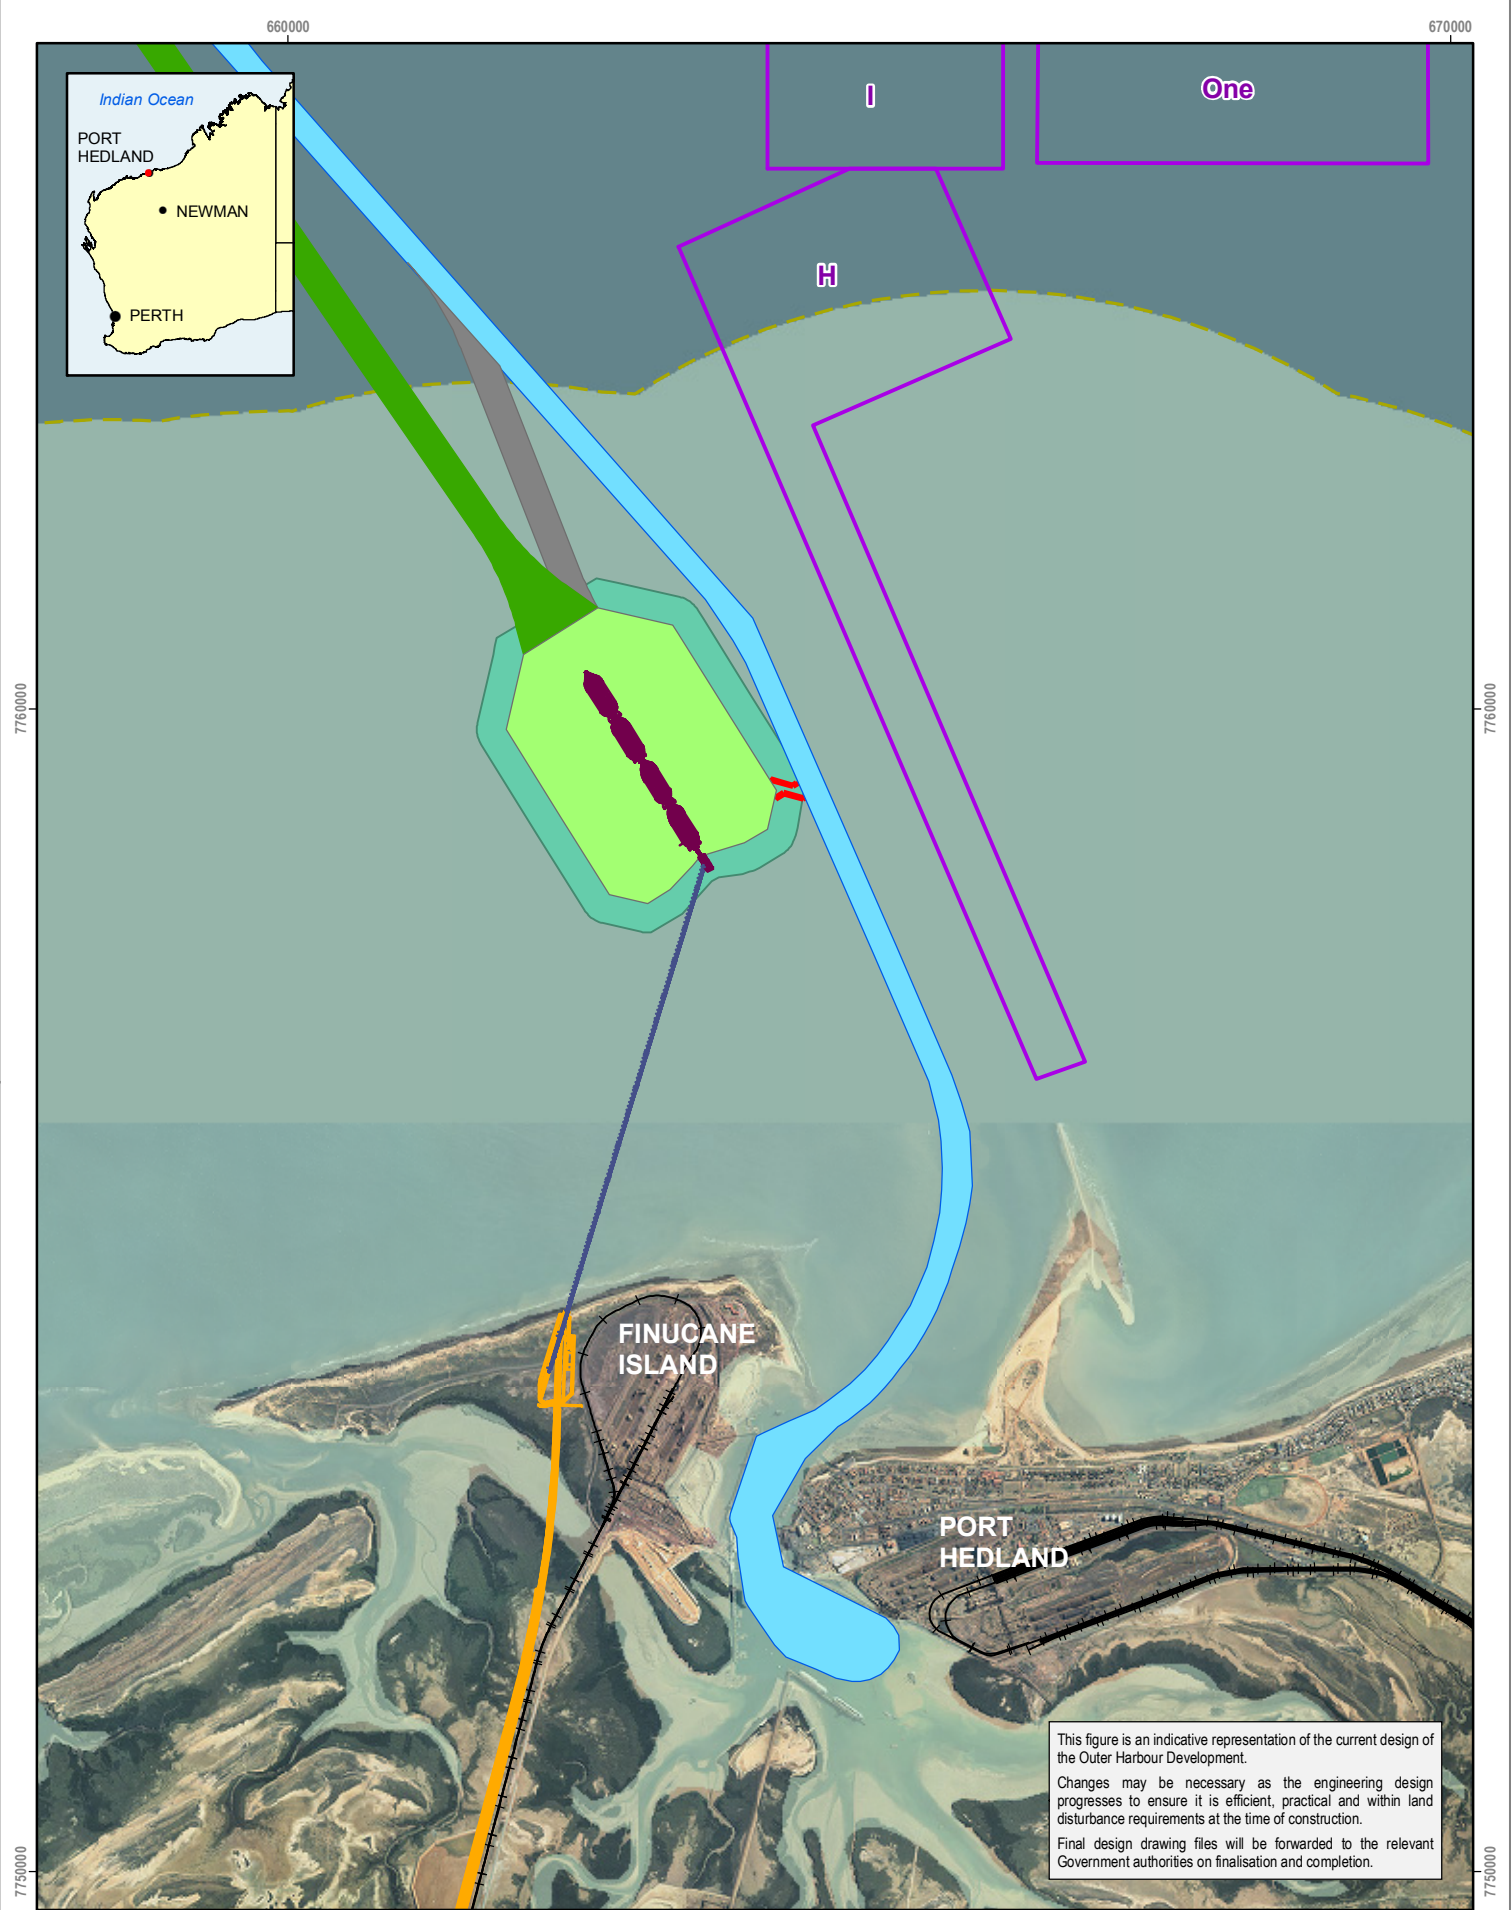 660000
670000
Indian Ocean
PORT
HEDLAND
NEWMAN
PERTH
I
One
H
7760000
7760000
FINUCANE
ISLAND
PORT
HEDLAND
This figure is an indicative representation of the current design of
the Outer Harbour Development.
Changes may be necessary as the engineering design
progresses to ensure it is efficient, practical and within land
disturbance requirements at the time of construction.
Final design drawing files will be forwarded to the relevant
Government authorities on finalisation and completion.
7750000
7750000